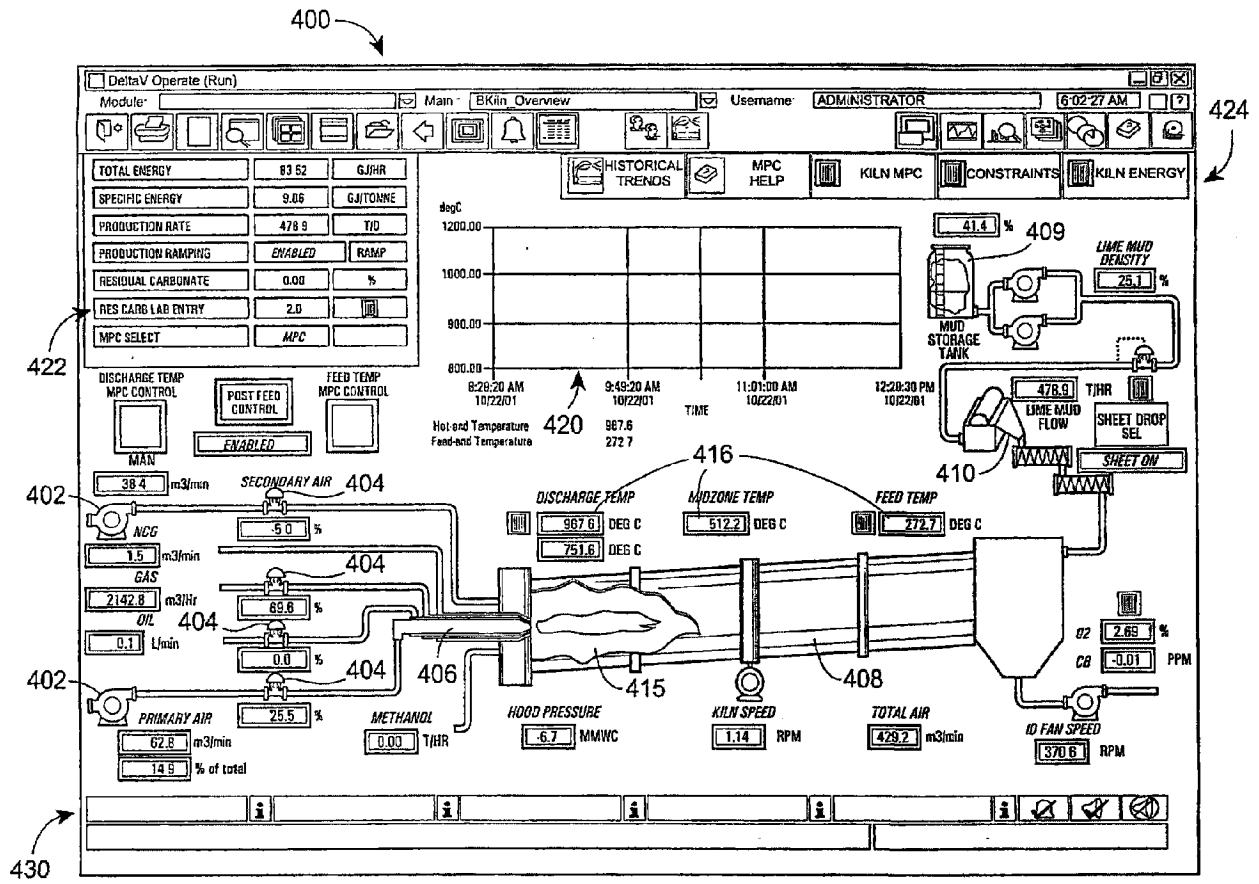 400
DeltaV Operate (Run)
Module:
Main :
BKiln_Overview
Username:
ADMINISTRATOR
6:02:27 AM
?
424
TOTAL ENERGY 83 52 GJ/HR
SPECIFIC ENERGY 9.06 GJ/TONNE
PRODUCTION RATE 478 9 T/D
PRODUCTION RAMPING ENABLED RAMP
RESIDUAL CARBONATE 0.00 %
RES CARB LAB ENTRY 2.0
MPC SELECT MPC
422
HISTORICAL TRENDS
MPC HELP
KILN MPC
CONSTRAINTS
KILN ENERGY
degC
1200.00
1000.00
900.00
800.00
8:28:20 AM 10/22/01
9:49:20 AM 10/22/01
11:01:00 AM 10/22/01
12:28:30 PM 10/22/01
TIME
420
Hot-end Temperature 987.6
Feed-end Temperature 272 7
41.4 %
409
LIME MUD DENSITY
25.1 %
MUD STORAGE TANK
478.9 T/HR
LIME MUD FLOW
410
SHEET DROP SEL
SHEET ON
DISCHARGE TEMP MPC CONTROL
MAN
POST FEED CONTROL
ENABLED
FEED TEMP MPC CONTROL
38 4 m3/min
402
SECONDARY AIR
404
-5 0 %
NCG
1.5 m3/min
GAS
2142.8 m3/Hr
404
69.6 %
OIL
0.1 L/min
404
0.0 %
404
402
25.5 %
PRIMARY AIR
62.8 m3/min
14 9 % of total
416
DISCHARGE TEMP
967 6 DEG C
751.6 DEG C
MIDZONE TEMP
512.2 DEG C
FEED TEMP
272.7 DEG C
406
415
408
METHANOL
0.00 T/HR
HOOD PRESSURE
-6.7 MMWC
KILN SPEED
1.14 RPM
TOTAL AIR
429.2 m3/min
2.69 %
-0.01 PPM
ID FAN SPEED
370 6 RPM
430
i i i i i